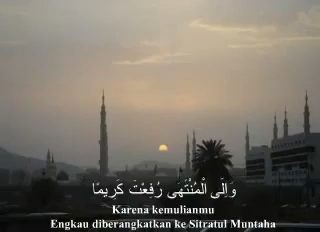 وَإِلَى الْمُنْتَهَى رُفِعْتَ كَرِيمًا
Karena kemulianmu
Engkau diberangkatkan ke Sitratul Muntaha